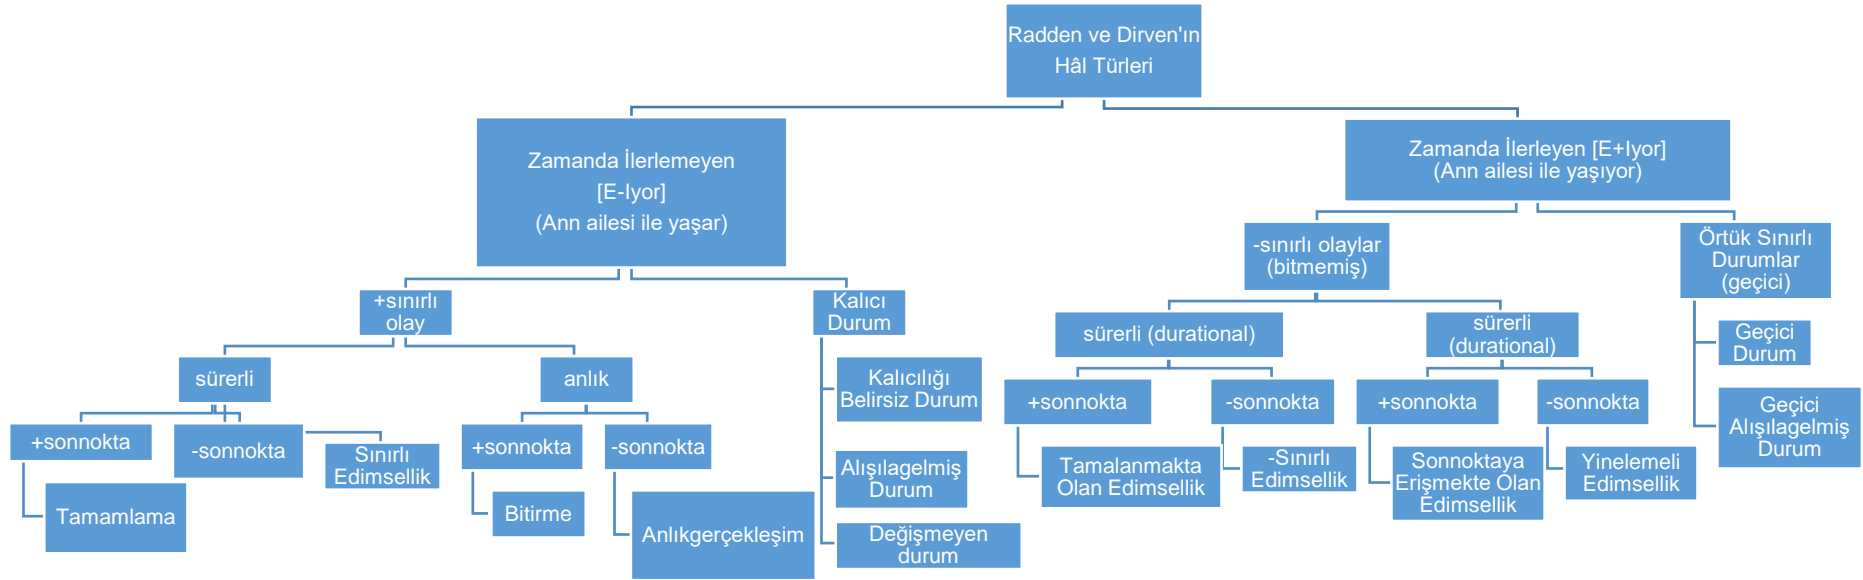 Radden ve Dirven'ın
Hâl Türleri
Zamanda İlerlemeyen
[E-Iyor]
(Ann ailesi ile yaşar)
Zamanda İlerleyen [E+Iyor]
(Ann ailesi ile yaşıyor)
+sınırlı
olay
Kalıcı
Durum
-sınırlı olaylar
(bitmemiş)
Örtük Sınırlı
Durumlar
(geçici)
sürerli
anlık
Kalıcılığı
Belirsiz Durum
Alışılagelmiş
Durum
Değişmeyen
durum
sürerli (durational)
sürerli
(durational)
Geçici
Durum
Geçici
Alışılagelmiş
Durum
+sonnokta
-sonnokta
Sınırlı
Edimsellik
+sonnokta
-sonnokta
+sonnokta
-sonnokta
+sonnokta
-sonnokta
Tamamlama
Bitirme
Anlıkgerçekleşim
Tamalanmakta
Olan Edimsellik
-Sınırlı
Edimsellik
Sonnoktaya
Erişmekte Olan
Edimsellik
Yinelemeli
Edimsellik